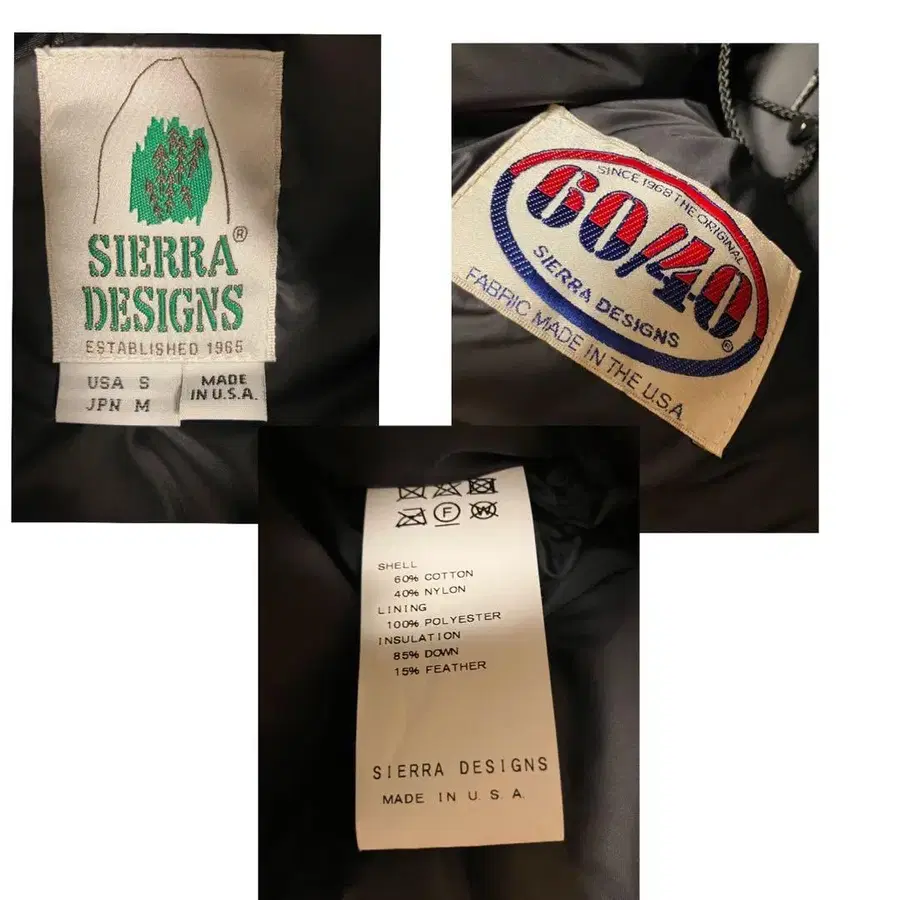 SIERRA®
DESIGNS
ESTABLISHED 1965
USA S
JPN M
MADE
IN U.S.A.
SINCE 1968 THE ORIGINAL
60/40
®
SIERRA DESIGNS
FABRIC MADE IN THE USA
F
W
SHELL
60% COTTON
40% NYLON
LINING
100% POLYESTER
INSULATION
85% DOWN
15% FEATHER
SIERRA DESIGNS
MADE IN U.S.A.